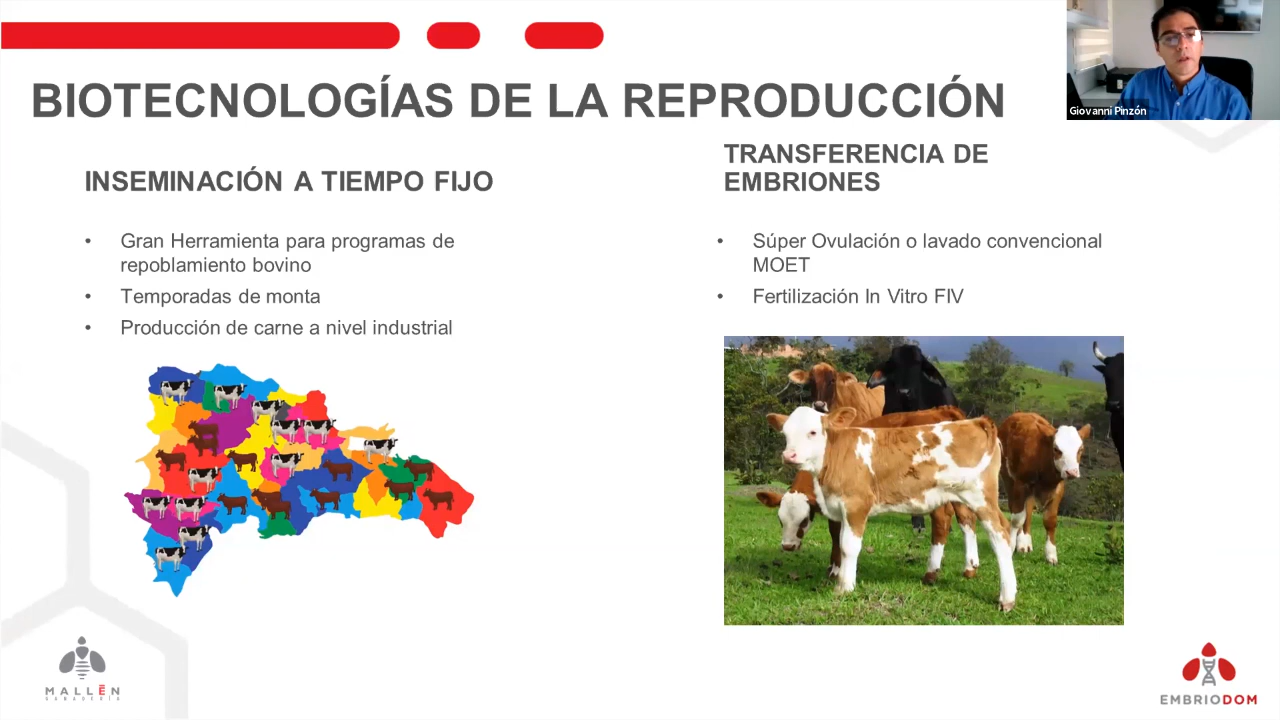 Giovanni Pinzón
BIOTECNOLOGÍAS DE LA REPRODUCCIÓN
INSEMINACIÓN A TIEMPO FIJO
• Gran Herramienta para programas de
repoblamiento bovino
• Temporadas de monta
• Producción de carne a nivel industrial
TRANSFERENCIA DE
EMBRIONES
• Súper Ovulación o lavado convencional
MOET
• Fertilización In Vitro FIV
MALLĒN
GANADERÍA
EMBRIODOM